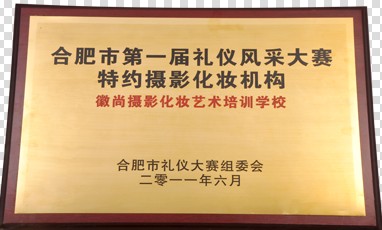 合肥市第一届礼仪风采大赛
特约摄影化妆机构
徽尚摄影化妆艺术培训学校
合肥市礼仪大赛组委会
二零一一年六月